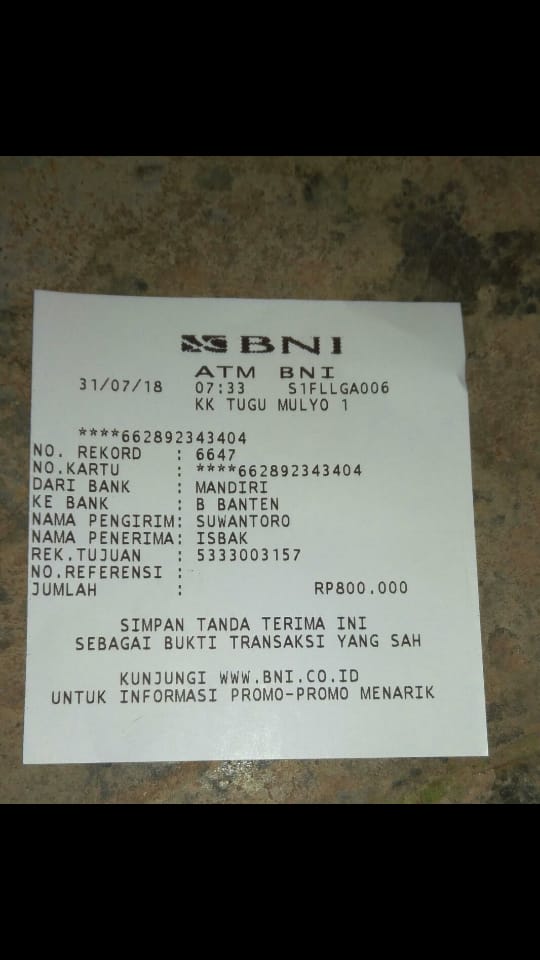 BNI
ATM BNI
31/07/18 07:33 S1FLLGA006
KK TUGU MULYO 1
****662892343404
NO. REKORD : 6647
NO.KARTU : ****662892343404
DARI BANK : MANDIRI
KE BANK : B BANTEN
NAMA PENGIRIM: SUWANTORO
NAMA PENERIMA: ISBAK
REK.TUJUAN : 5333003157
NO.REFERENSI :
JUMLAH : RP800.000
SIMPAN TANDA TERIMA INI
SEBAGAI BUKTI TRANSAKSI YANG SAH
KUNJUNGI WWW.BNI.CO.ID
UNTUK INFORMASI PROMO-PROMO MENARIK